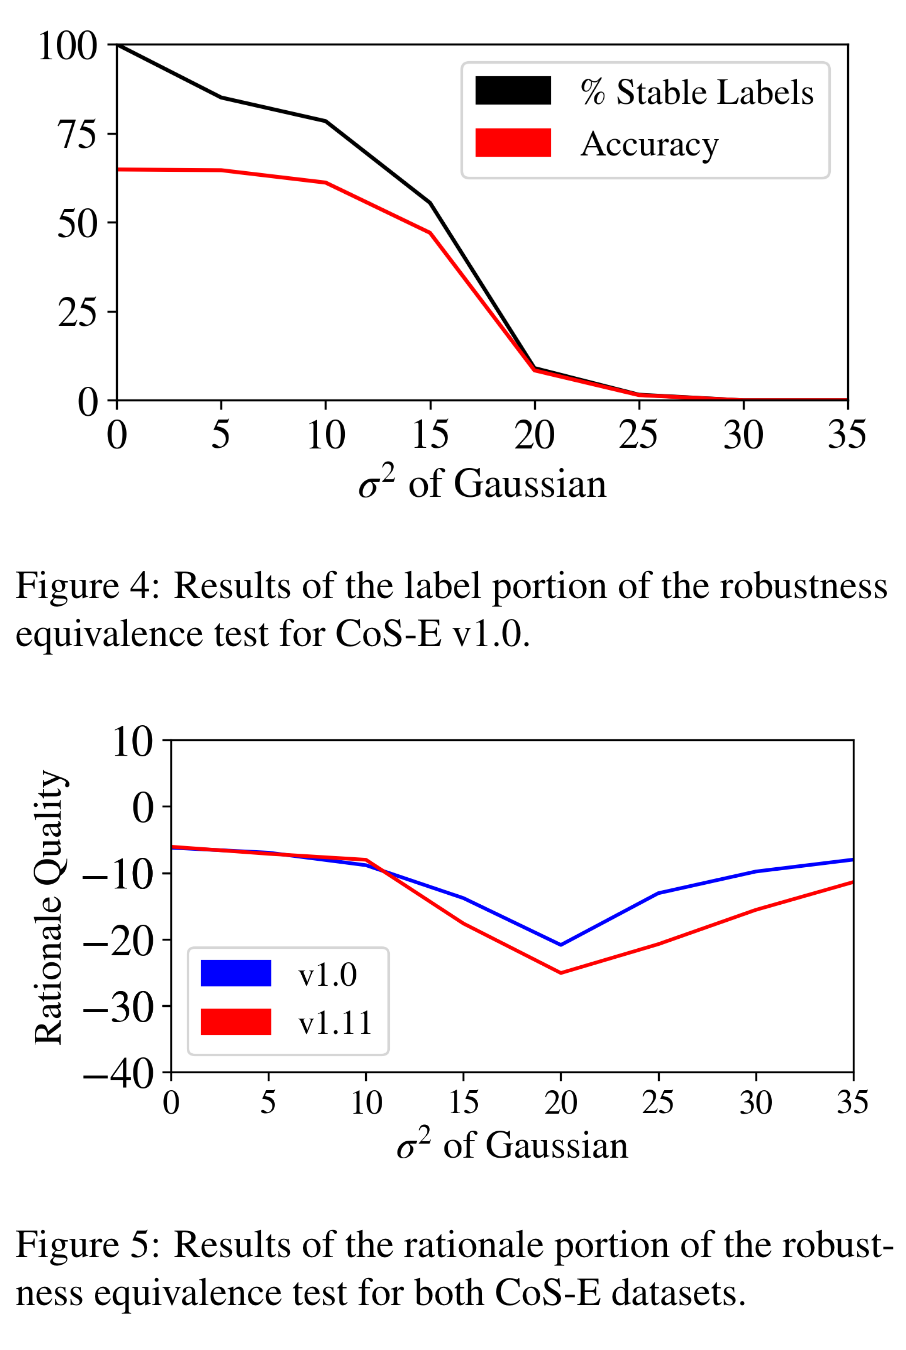 100
75
50
25
0
% Stable Labels
Accuracy
0 5 10 15 20 25 30 35
σ² of Gaussian
Figure 4: Results of the label portion of the robustness
equivalence test for CoS-E v1.0.
10
0
−10
−20
−30
−40
Rationale Quality
v1.0
v1.11
0 5 10 15 20 25 30 35
σ² of Gaussian
Figure 5: Results of the rationale portion of the robust-
ness equivalence test for both CoS-E datasets.